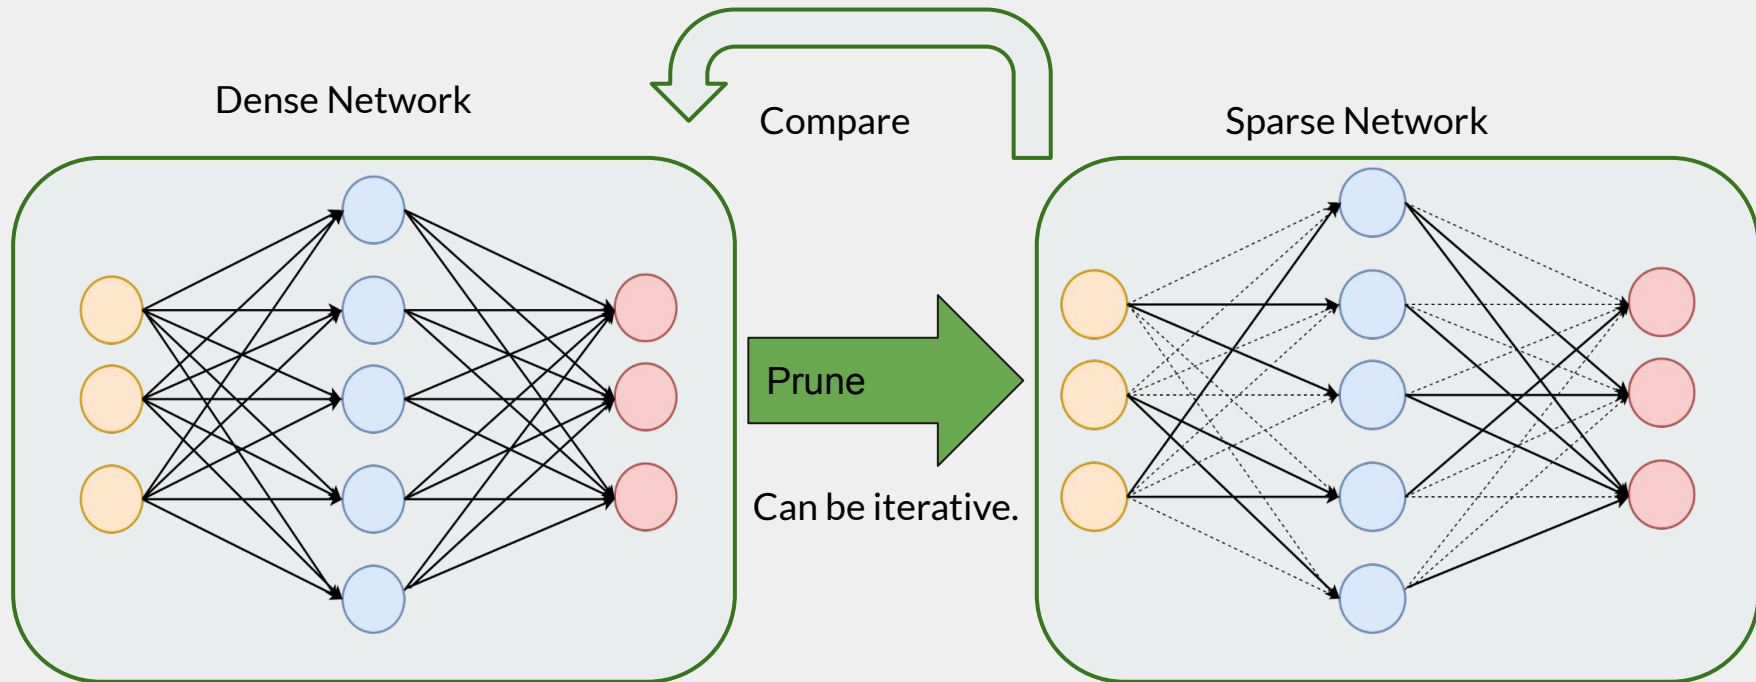 Dense Network
Compare
Sparse Network
Prune
Can be iterative.